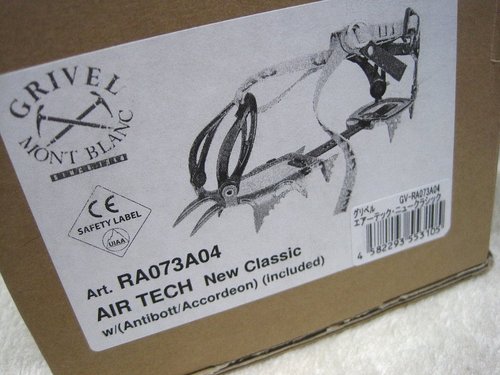 GRIVEL
MONT BLANC
SINCE 1818
CE
SAFETY LABEL
UIAA
Art. RA073A04
AIR TECH New Classic
w/(Antibott/Accordeon) (included)
GV-RA073A04
グリベル
エアーテック・ニュークラシック
4 582293 553105